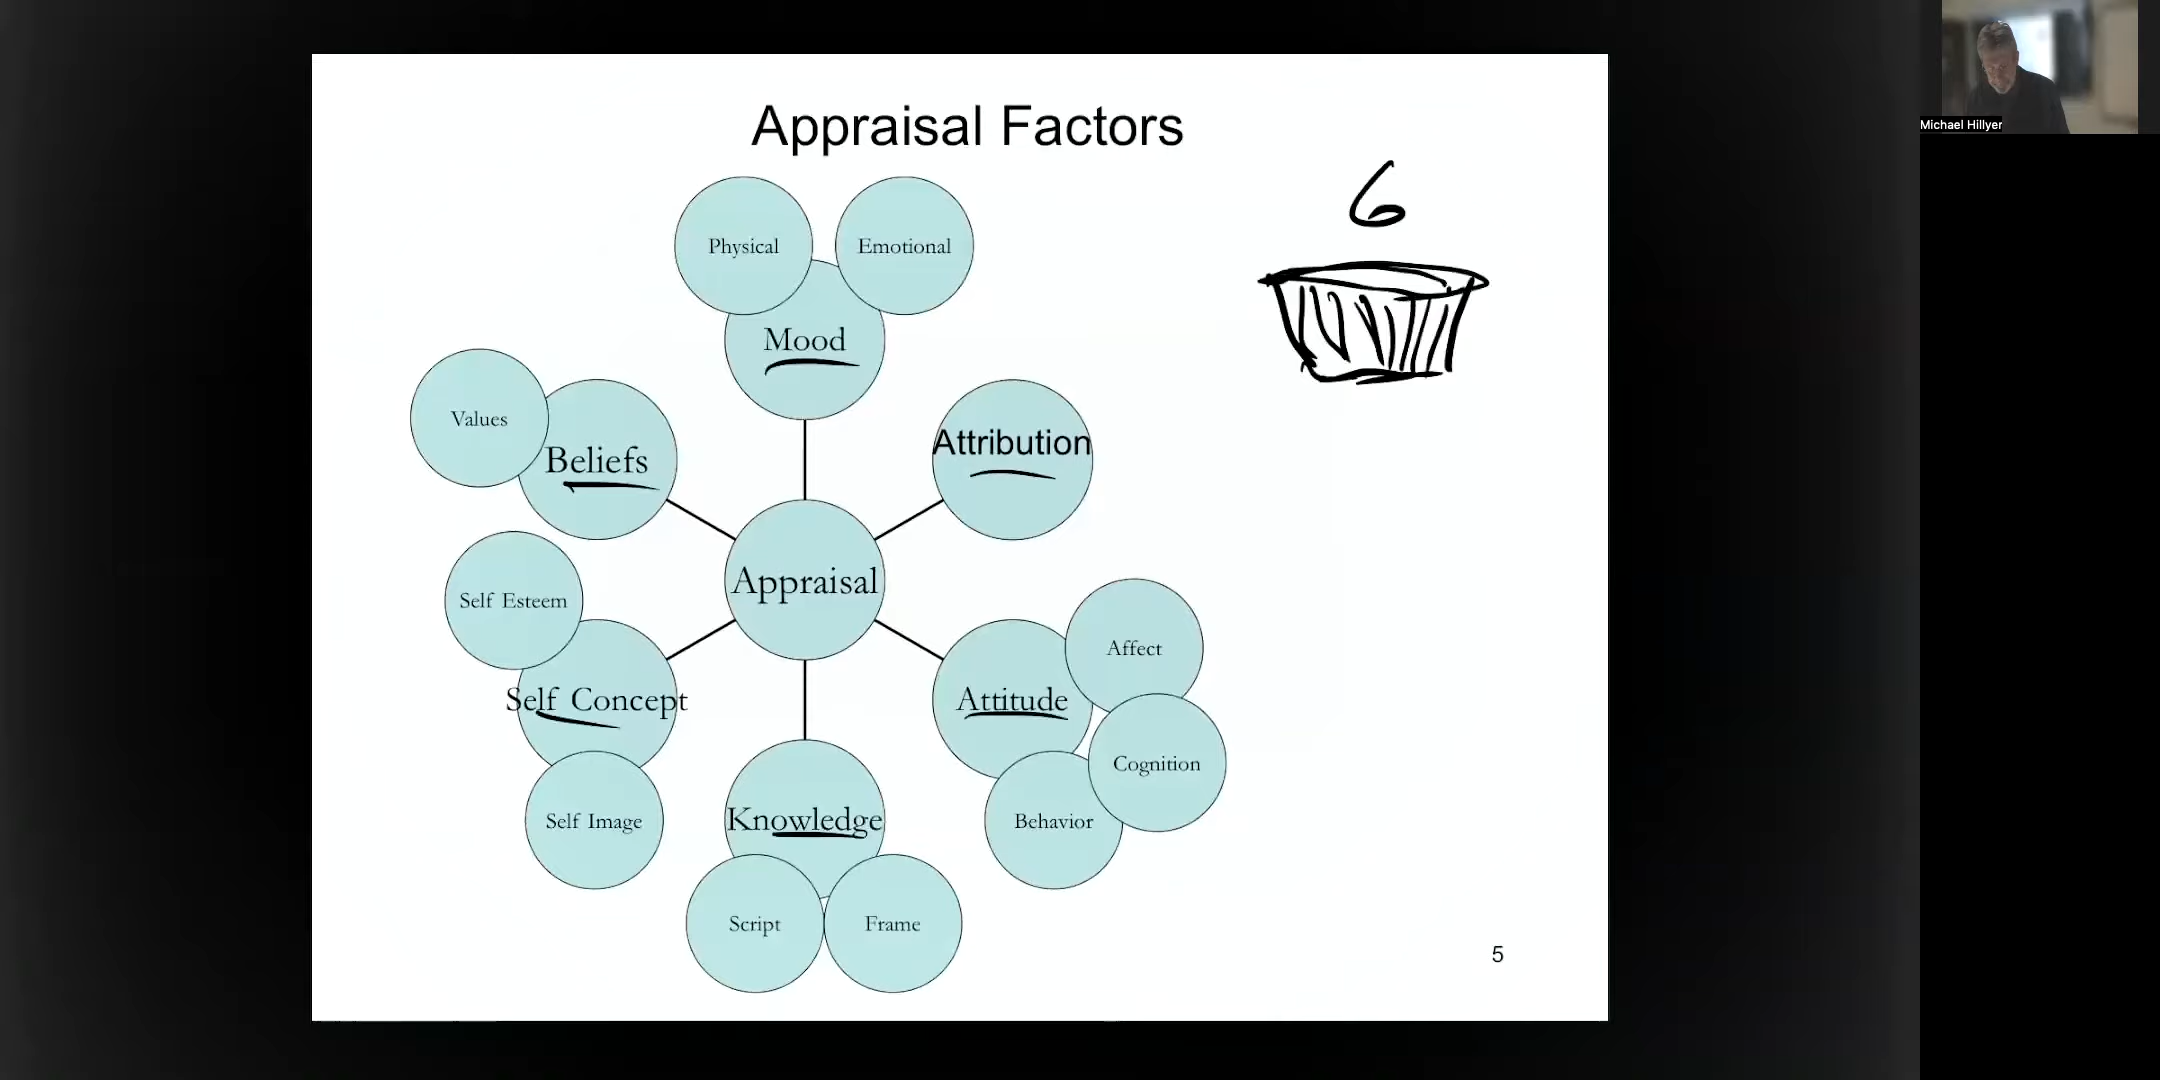 Appraisal Factors
Michael Hillyer
6
Physical
Emotional
Mood
Values
Beliefs
Attribution
Appraisal
Self Esteem
Self Concept
Self Image
Attitude
Affect
Cognition
Behavior
Knowledge
Script
Frame
5